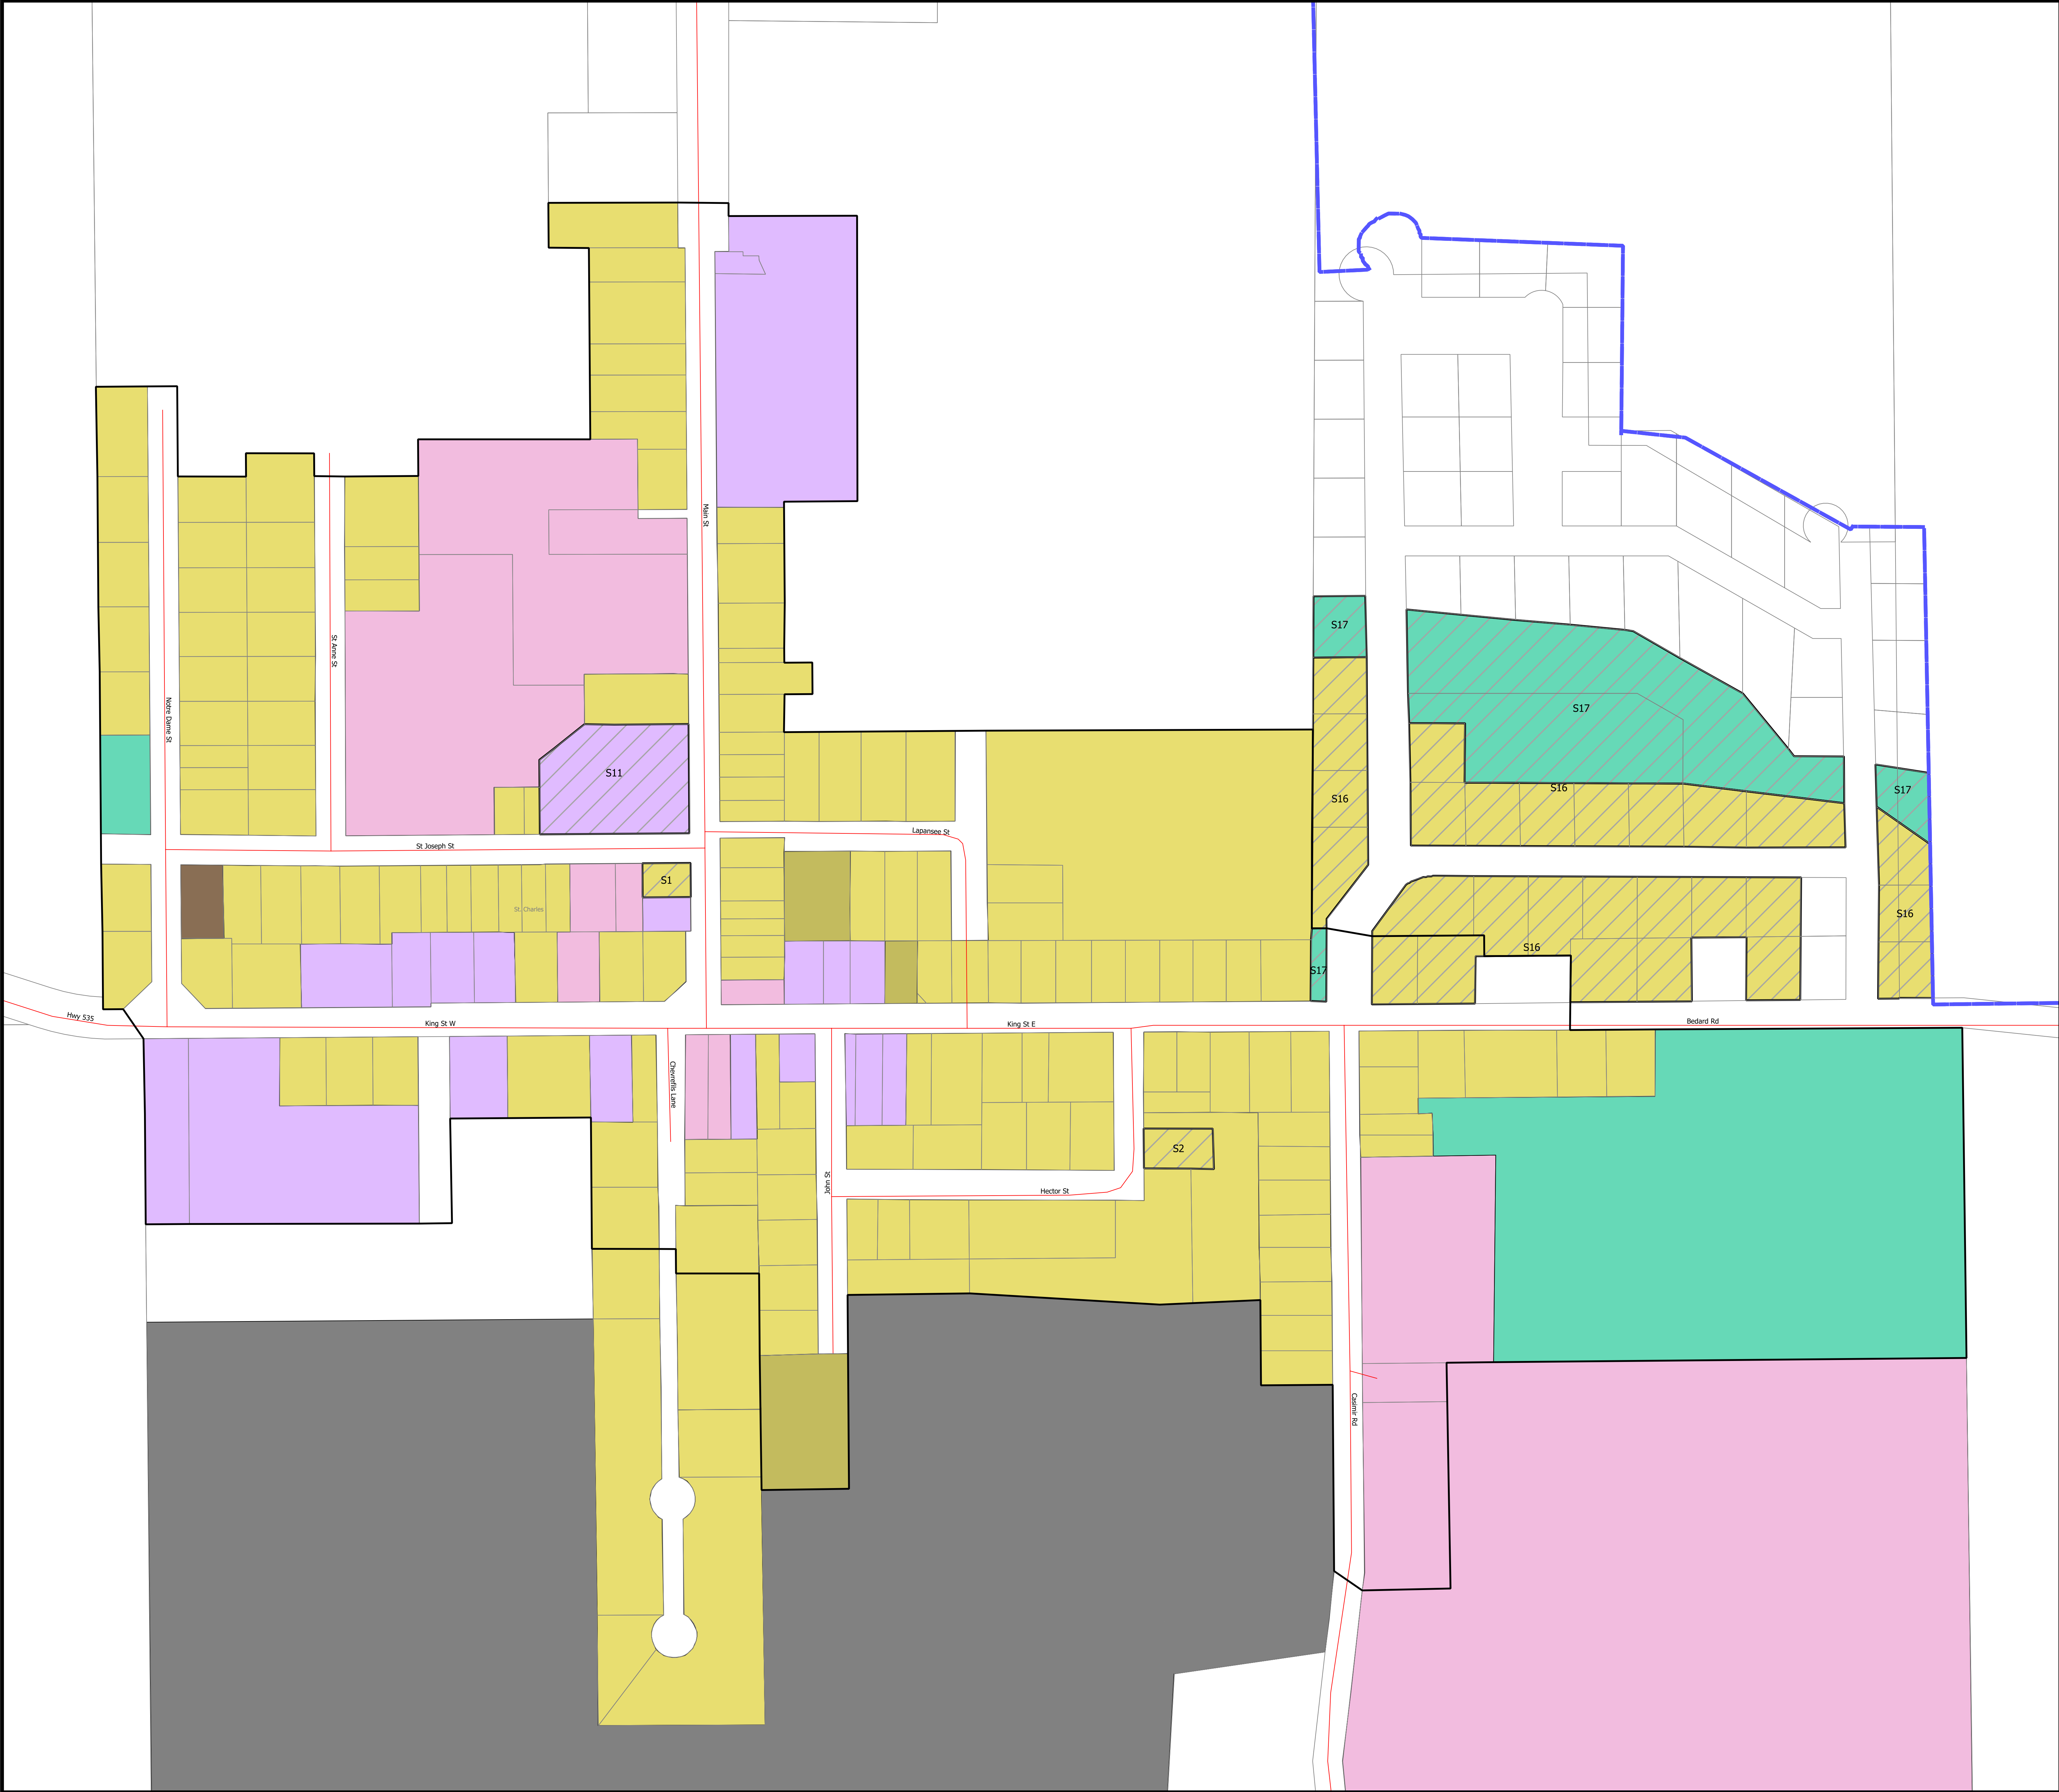 Main St
S17
St Anne St
Notre Dame St
S17
S11
S16
S17
S16
Lapansee St
St Joseph St
S1
St. Charles
S16
S16
S17
Hwy 535
King St W
King St E
Bedard Rd
Chevrefils Lane
S2
John St
Hector St
Casimir Rd